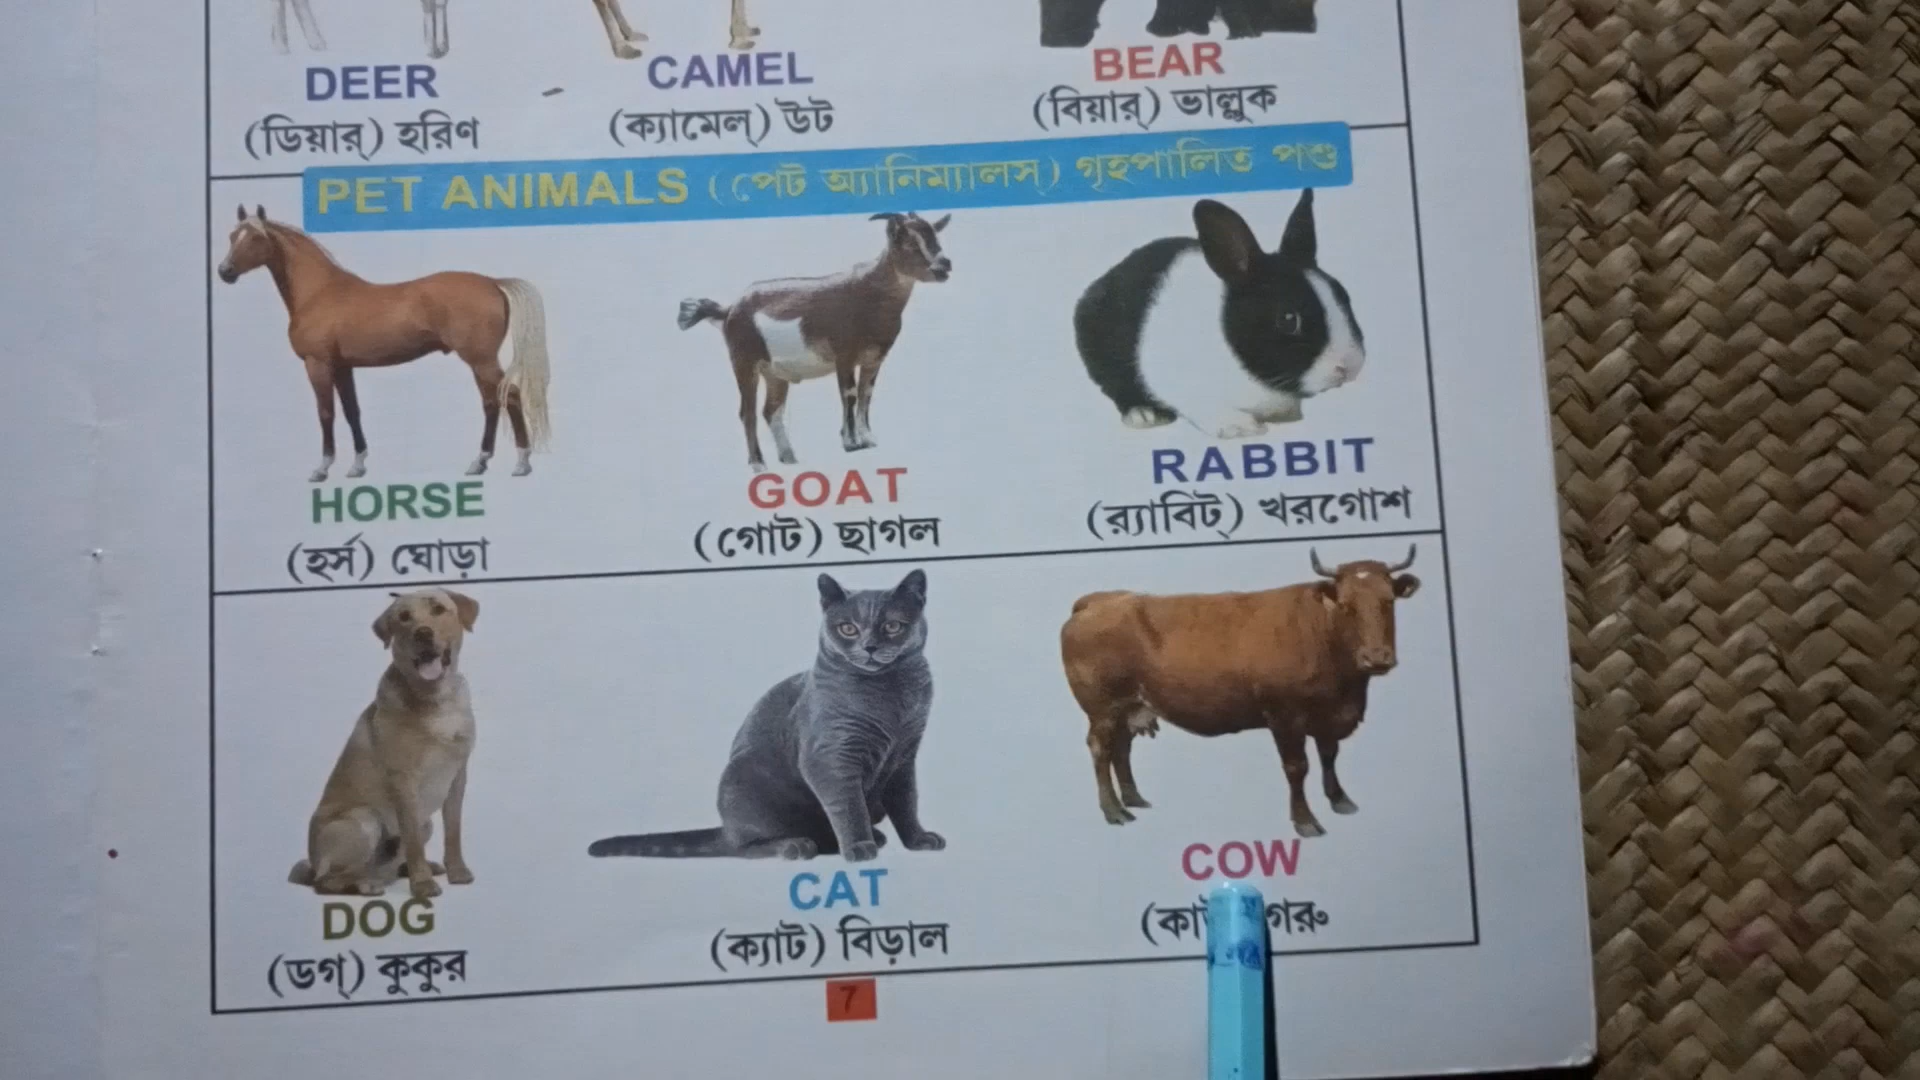 DEER CAMEL BEAR
(ডিয়ার্) হরিণ (ক্যামেল্) উট (বিয়ার্) ভাল্লুক
PET ANIMALS (পেট অ্যানিম্যালস্) গৃহপালিত পশু
HORSE GOAT RABBIT
(হর্স) ঘোড়া (গোট) ছাগল (র‍্যাবিট্) খরগোশ
DOG CAT COW
(ডগ্) কুকুর (ক্যাট) বিড়াল গরু
7